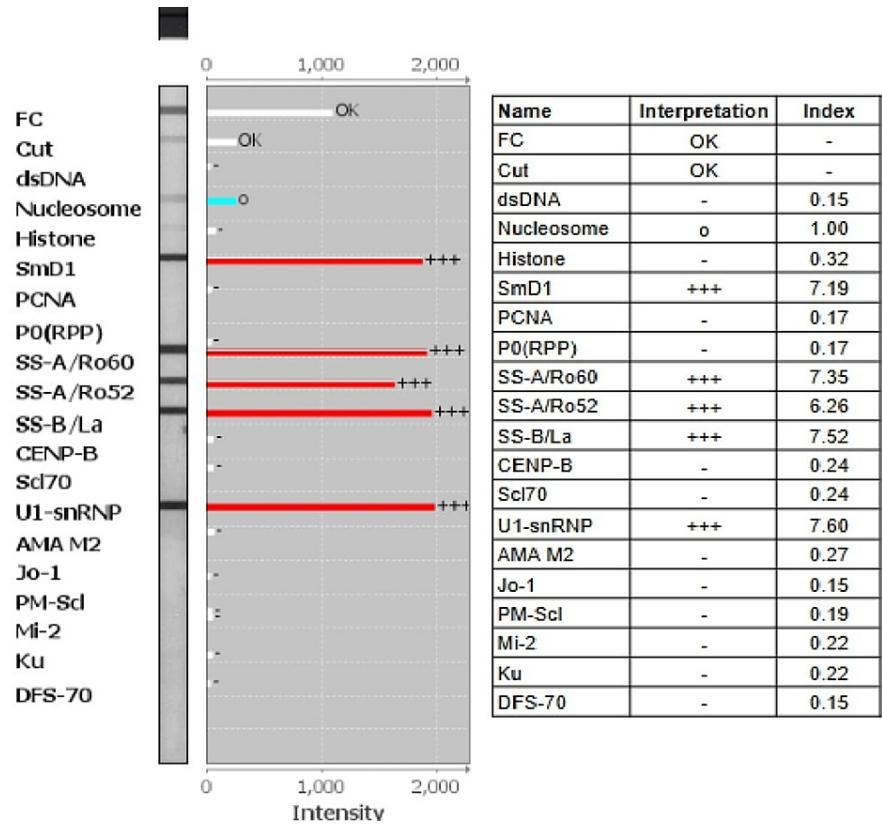 0 1,000 2,000
FC
Cut
dsDNA
Nucleosome
Histone
SmD1
PCNA
P0(RPP)
SS-A/Ro60
SS-A/Ro52
SS-B/La
CENP-B
Scl70
U1-snRNP
AMA M2
Jo-1
PM-Scl
Mi-2
Ku
DFS-70
OK
OK
-
o
-
+++
-
-
+++
+++
+++
-
-
+++
-
-
-
-
-
-
0 1,000 2,000
Intensity
Name Interpretation Index
FC OK -
Cut OK -
dsDNA - 0.15
Nucleosome o 1.00
Histone - 0.32
SmD1 +++ 7.19
PCNA - 0.17
P0(RPP) - 0.17
SS-A/Ro60 +++ 7.35
SS-A/Ro52 +++ 6.26
SS-B/La +++ 7.52
CENP-B - 0.24
Scl70 - 0.24
U1-snRNP +++ 7.60
AMA M2 - 0.27
Jo-1 - 0.15
PM-Scl - 0.19
Mi-2 - 0.22
Ku - 0.22
DFS-70 - 0.15